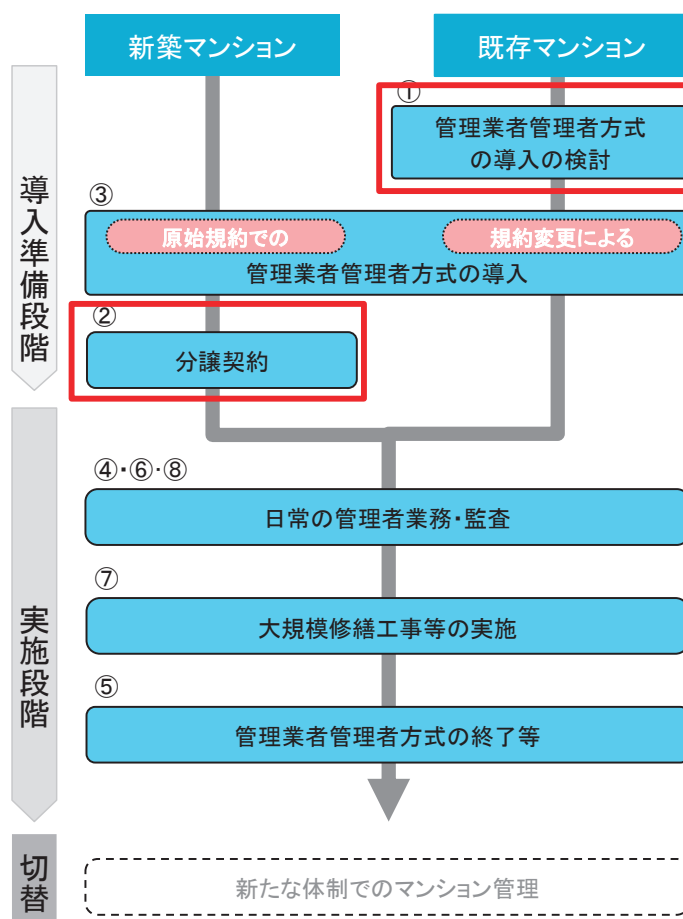 新築マンション
既存マンション
導入準備段階
①
管理業者管理者方式
の導入の検討
③
原始規約での
規約変更による
管理業者管理者方式の導入
②
分譲契約
実施段階
④・⑥・⑧
日常の管理者業務・監査
⑦
大規模修繕工事等の実施
⑤
管理業者管理者方式の終了等
切替
新たな体制でのマンション管理